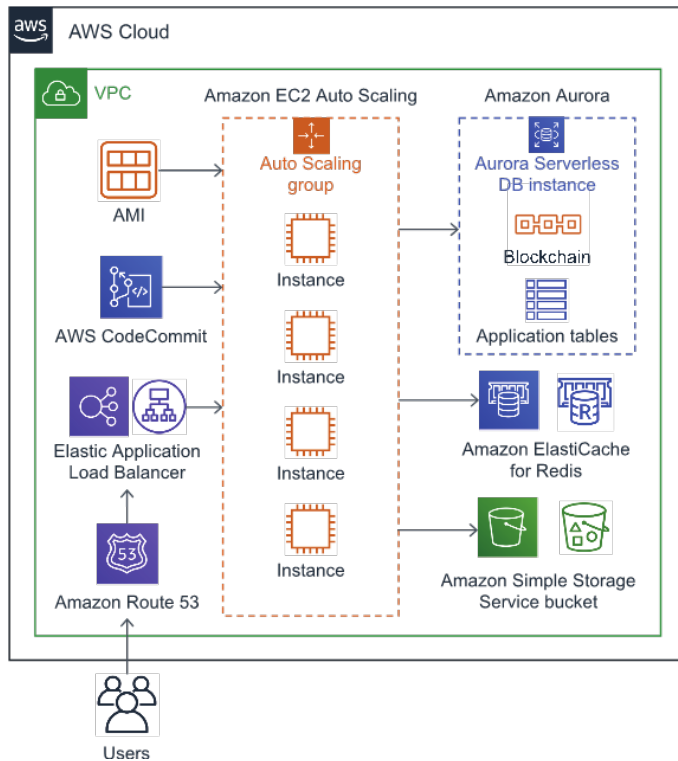 aws
AWS Cloud
VPC
Amazon EC2 Auto Scaling
Amazon Aurora
Auto Scaling
group
Aurora Serverless
DB instance
AMI
Instance
Blockchain
AWS CodeCommit
Instance
Application tables
Elastic Application
Load Balancer
Instance
R
Amazon ElastiCache
for Redis
53
Instance
Amazon Route 53
Amazon Simple Storage
Service bucket
Users